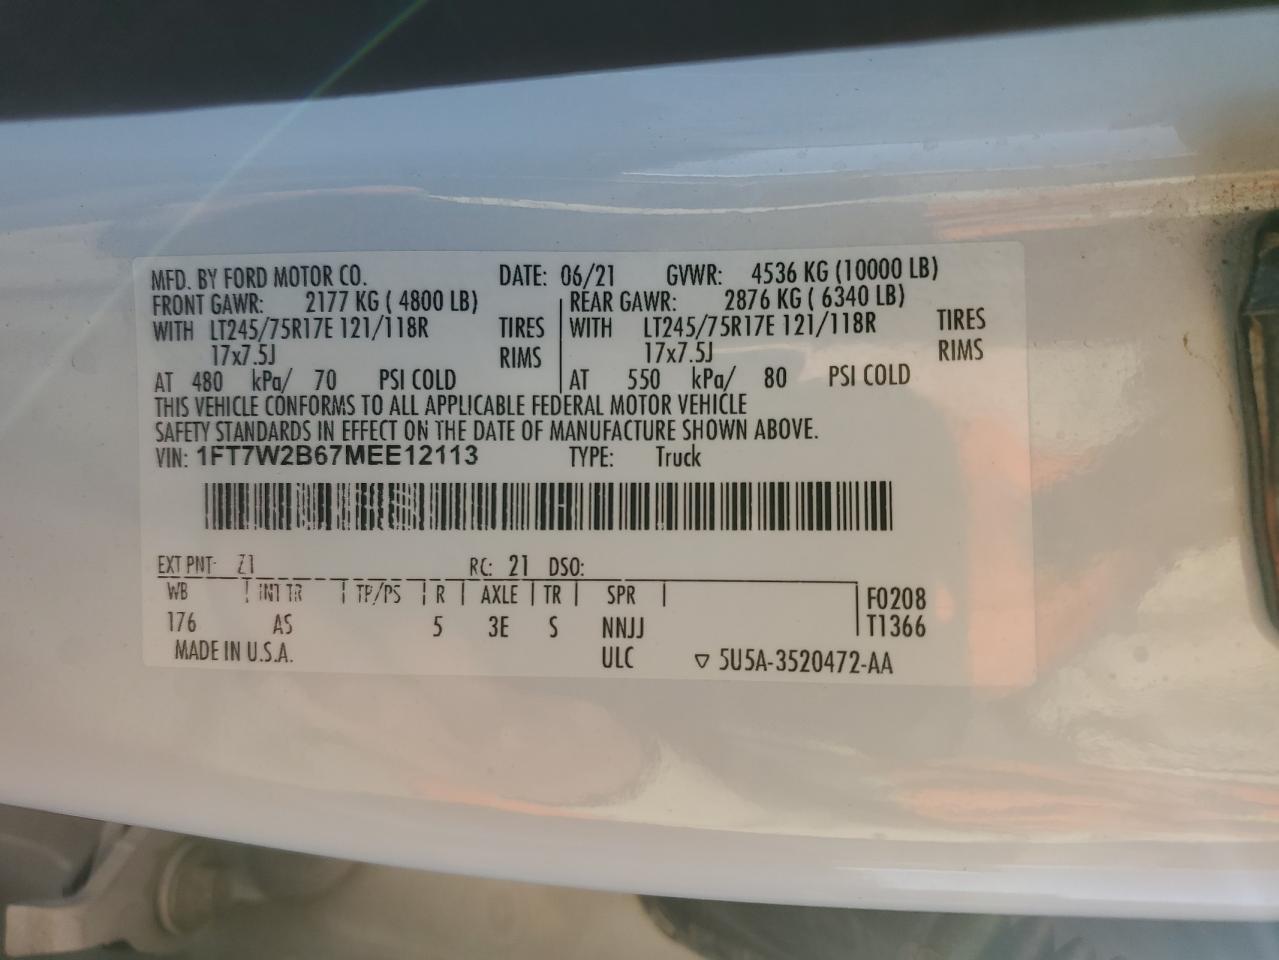 MFD. BY FORD MOTOR CO. DATE: 06/21 GVWR: 4536 KG (10000 LB)
FRONT GAWR: 2177 KG ( 4800 LB) REAR GAWR: 2876 KG ( 6340 LB)
WITH LT245/75R17E 121/118R TIRES WITH LT245/75R17E 121/118R TIRES
17x7.5J RIMS 17x7.5J RIMS
AT 480 kPa/ 70 PSI COLD AT 550 kPa/ 80 PSI COLD
THIS VEHICLE CONFORMS TO ALL APPLICABLE FEDERAL MOTOR VEHICLE
SAFETY STANDARDS IN EFFECT ON THE DATE OF MANUFACTURE SHOWN ABOVE.
VIN: 1FT7W2B67MEE12113 TYPE: Truck
EXT PNT: Z1 RC: 21 DSO:
WB INT TR TP/PS R AXLE TR SPR F0208
176 AS 5 3E S NNJJ T1366
MADE IN U.S.A. ULC ▽ 5U5A-3520472-AA